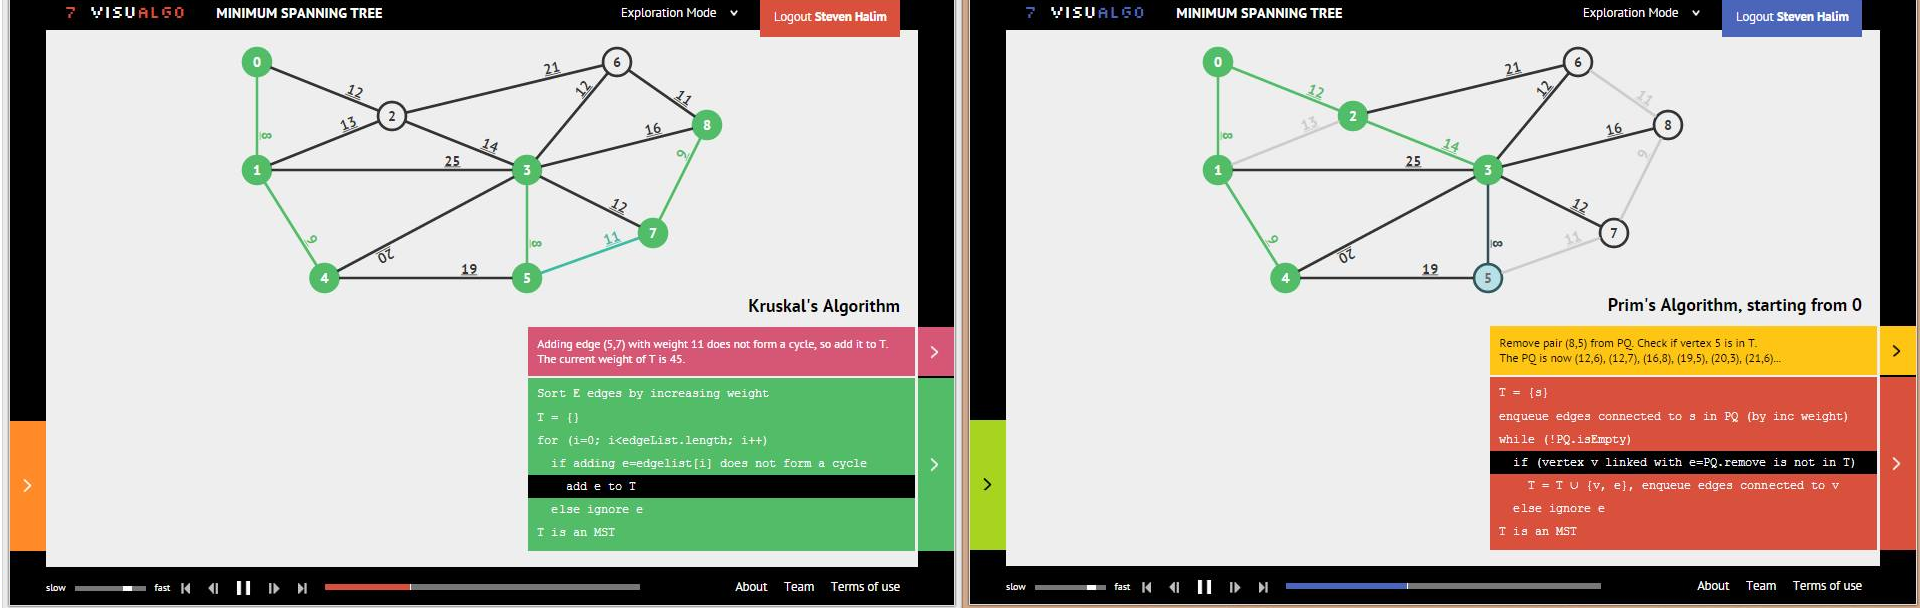 7 VISUALGO MINIMUM SPANNING TREE Exploration Mode Logout Steven Halim
0
6
21
12
2
12
11
8
13
14
16
8
6
1
25
3
12
7
9
8
11
20
19
4
5
Kruskal's Algorithm
Adding edge (5,7) with weight 11 does not form a cycle, so add it to T.
The current weight of T is 45.
Sort E edges by increasing weight
T = {}
for (i=0; i<edgeList.length; i++)
if adding e=edgelist[i] does not form a cycle
add e to T
else ignore e
T is an MST
slow fast About Team Terms of use
7 VISUALGO MINIMUM SPANNING TREE Exploration Mode Logout Steven Halim
0
6
21
12
12
11
2
8
13
14
16
8
6
1
25
3
12
7
9
8
11
20
19
4
5
Prim's Algorithm, starting from 0
Remove pair (8,5) from PQ. Check if vertex 5 is in T.
The PQ is now (12,6), (12,7), (16,8), (19,5), (20,3), (21,6)...
T = {s}
enqueue edges connected to s in PQ (by inc weight)
while (!PQ.isEmpty)
if (vertex v linked with e=PQ.remove is not in T)
T = T ∪ {v, e}, enqueue edges connected to v
else ignore e
T is an MST
slow fast About Team Terms of use